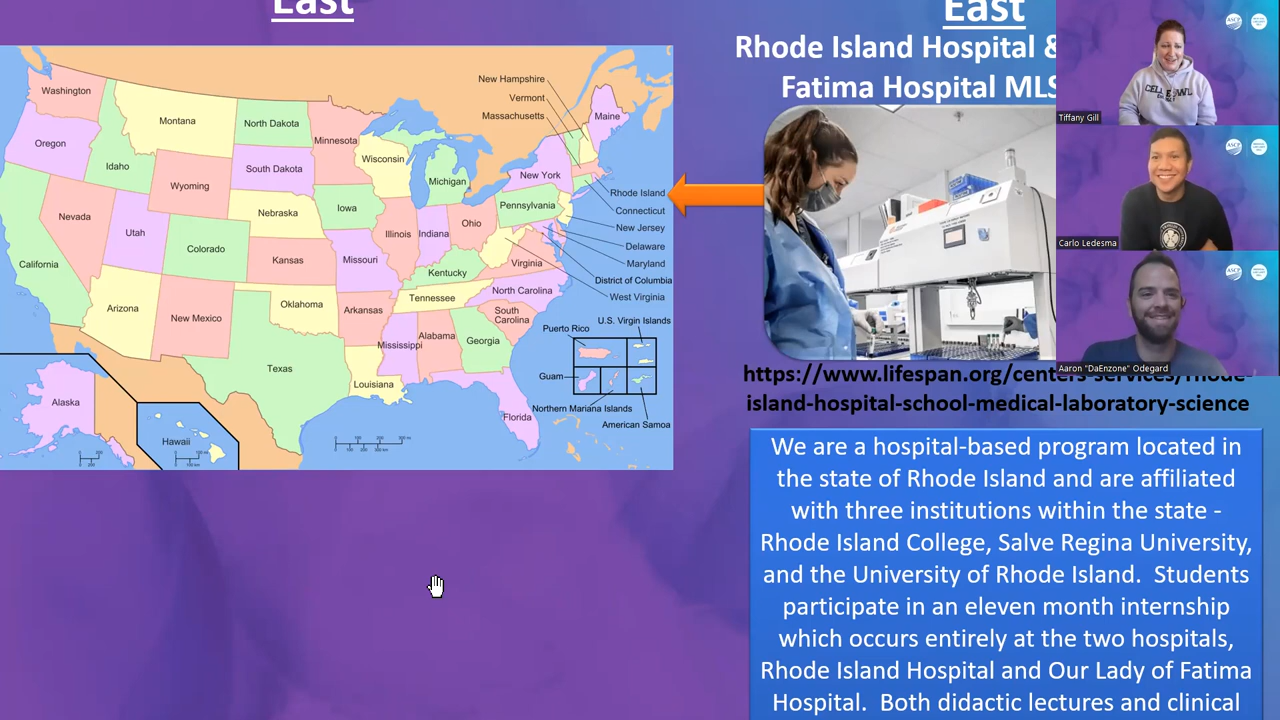 East
East
Rhode Island Hospital &
Fatima Hospital MLS
New Hampshire
Vermont
Massachusetts
Maine
Washington
Montana
North Dakota
Minnesota
Oregon
Idaho
Wyoming
South Dakota
Wisconsin
Michigan
New York
Rhode Island
Connecticut
New Jersey
Delaware
Maryland
District of Columbia
West Virginia
Nevada
Utah
Colorado
Nebraska
Iowa
Illinois
Indiana
Ohio
Pennsylvania
California
Kansas
Missouri
Kentucky
Virginia
Arizona
New Mexico
Oklahoma
Arkansas
Tennessee
North Carolina
South
Carolina
Texas
Louisiana
Mississippi
Alabama
Georgia
Florida
Alaska
Hawaii
Puerto Rico
U.S. Virgin Islands
Guam
Northern Mariana Islands
American Samoa
Tiffany Gill
Carlo Ledesma
Aaron "DaEnzone" Odegard
ASCP
ASCP
ASCP
https://www.lifespan.org/centers-services/rhode-
island-hospital-school-medical-laboratory-science
We are a hospital-based program located in
the state of Rhode Island and are affiliated
with three institutions within the state -
Rhode Island College, Salve Regina University,
and the University of Rhode Island. Students
participate in an eleven month internship
which occurs entirely at the two hospitals,
Rhode Island Hospital and Our Lady of Fatima
Hospital. Both didactic lectures and clinical